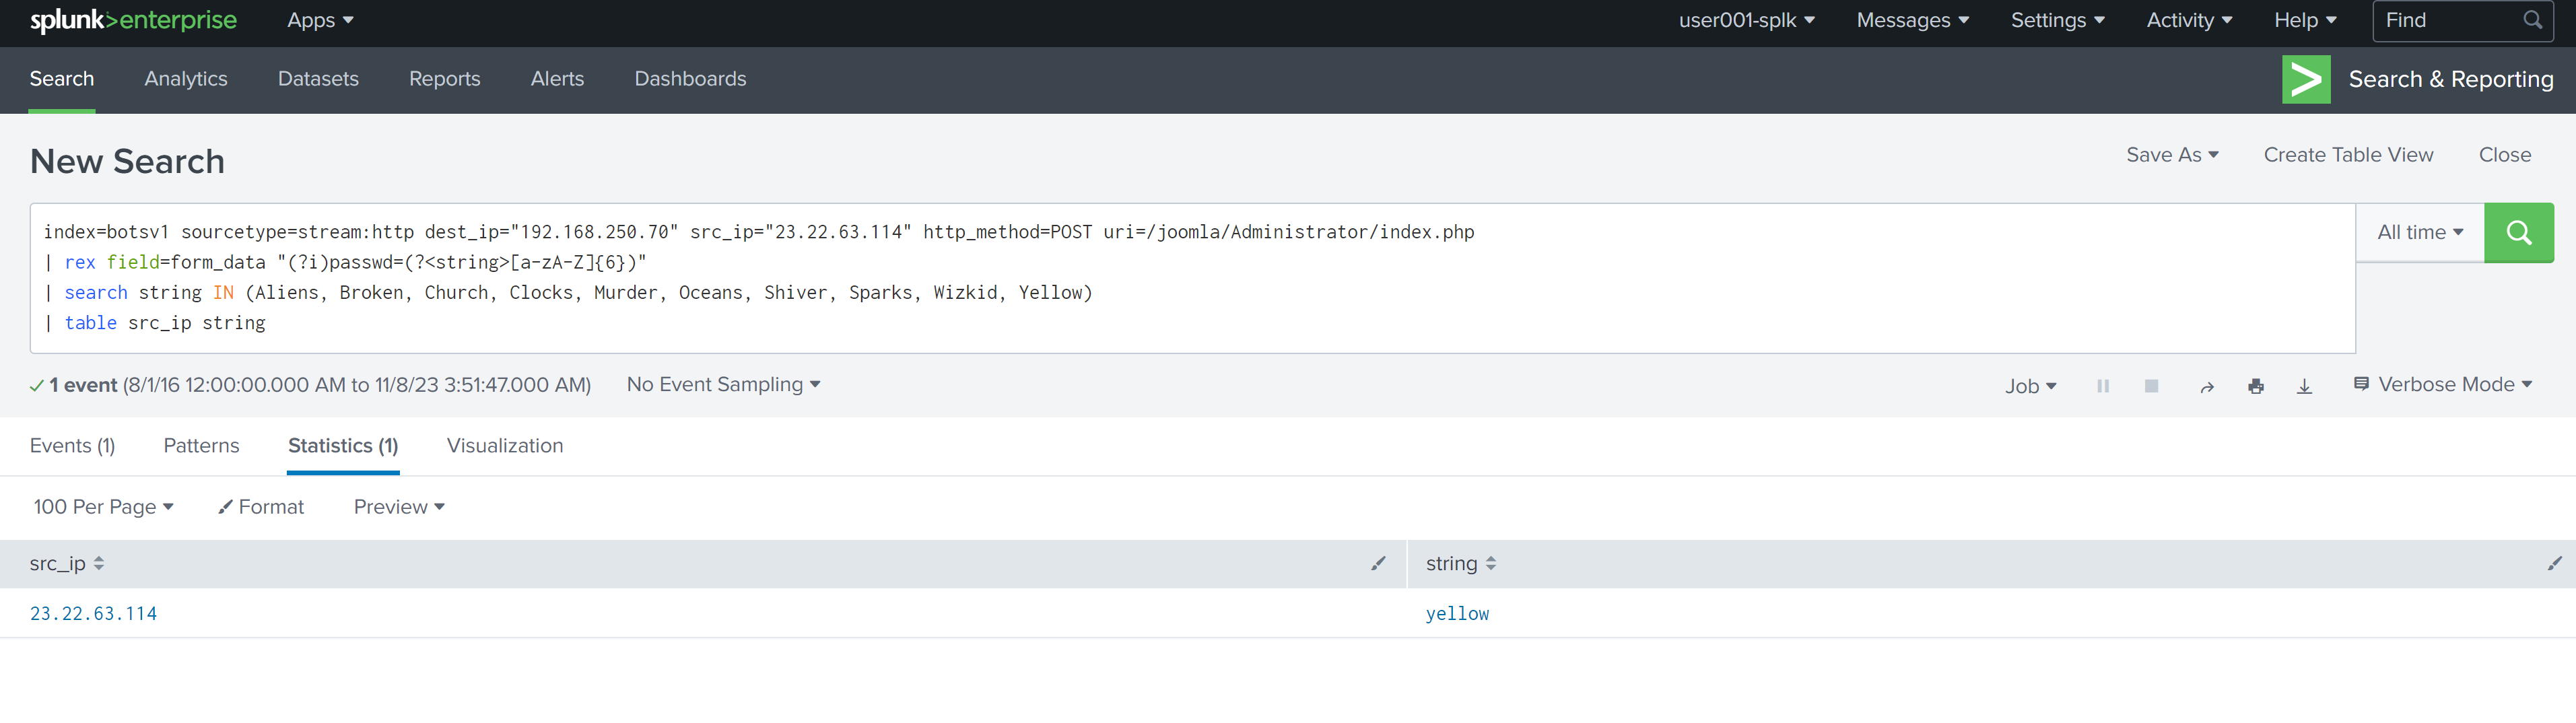 splunk>enterprise Apps user001-splk Messages Settings Activity Help Find
Search Analytics Datasets Reports Alerts Dashboards > Search & Reporting
New Search Save As Create Table View Close
index=botsv1 sourcetype=stream:http dest_ip="192.168.250.70" src_ip="23.22.63.114" http_method=POST uri=/joomla/Administrator/index.php
| rex field=form_data "(?i)passwd=(?<string>[a-zA-Z]{6})"
| search string IN (Aliens, Broken, Church, Clocks, Murder, Oceans, Shiver, Sparks, Wizkid, Yellow)
| table src_ip string
All time
1 event (8/1/16 12:00:00.000 AM to 11/8/23 3:51:47.000 AM) No Event Sampling Job Verbose Mode
Events (1) Patterns Statistics (1) Visualization
100 Per Page Format Preview
src_ip string
23.22.63.114 yellow